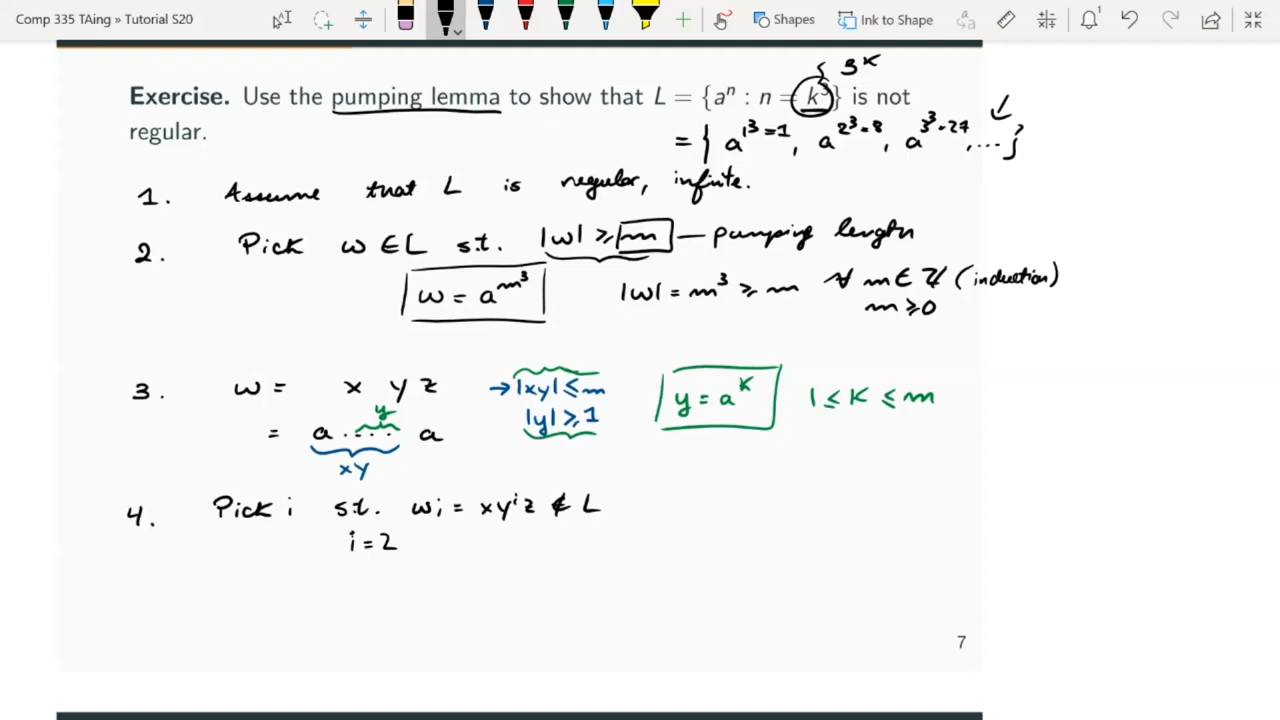 Comp 335 TAing » Tutorial S20
Shapes
Ink to Shape
3^k
Exercise. Use the pumping lemma to show that L = {a^n : n = k^3} is not
regular.
= { a^{1^3=1}, a^{2^3=8}, a^{3^3=27}, ... }
1. Assume that L is regular, infinite.
2. Pick w ∈ L s.t. |w| ≥ m — pumping length
w = a^{m^3} |w| = m^3 ≥ m ∀ m ∈ ℤ (induction)
m ≥ 0
3. w = x y z → |xy| ≤ m y = a^k 1 ≤ k ≤ m
|y| ≥ 1
y
= a .... a
xy
4. Pick i s.t. w_i = xy^iz ∉ L
i = 2
7